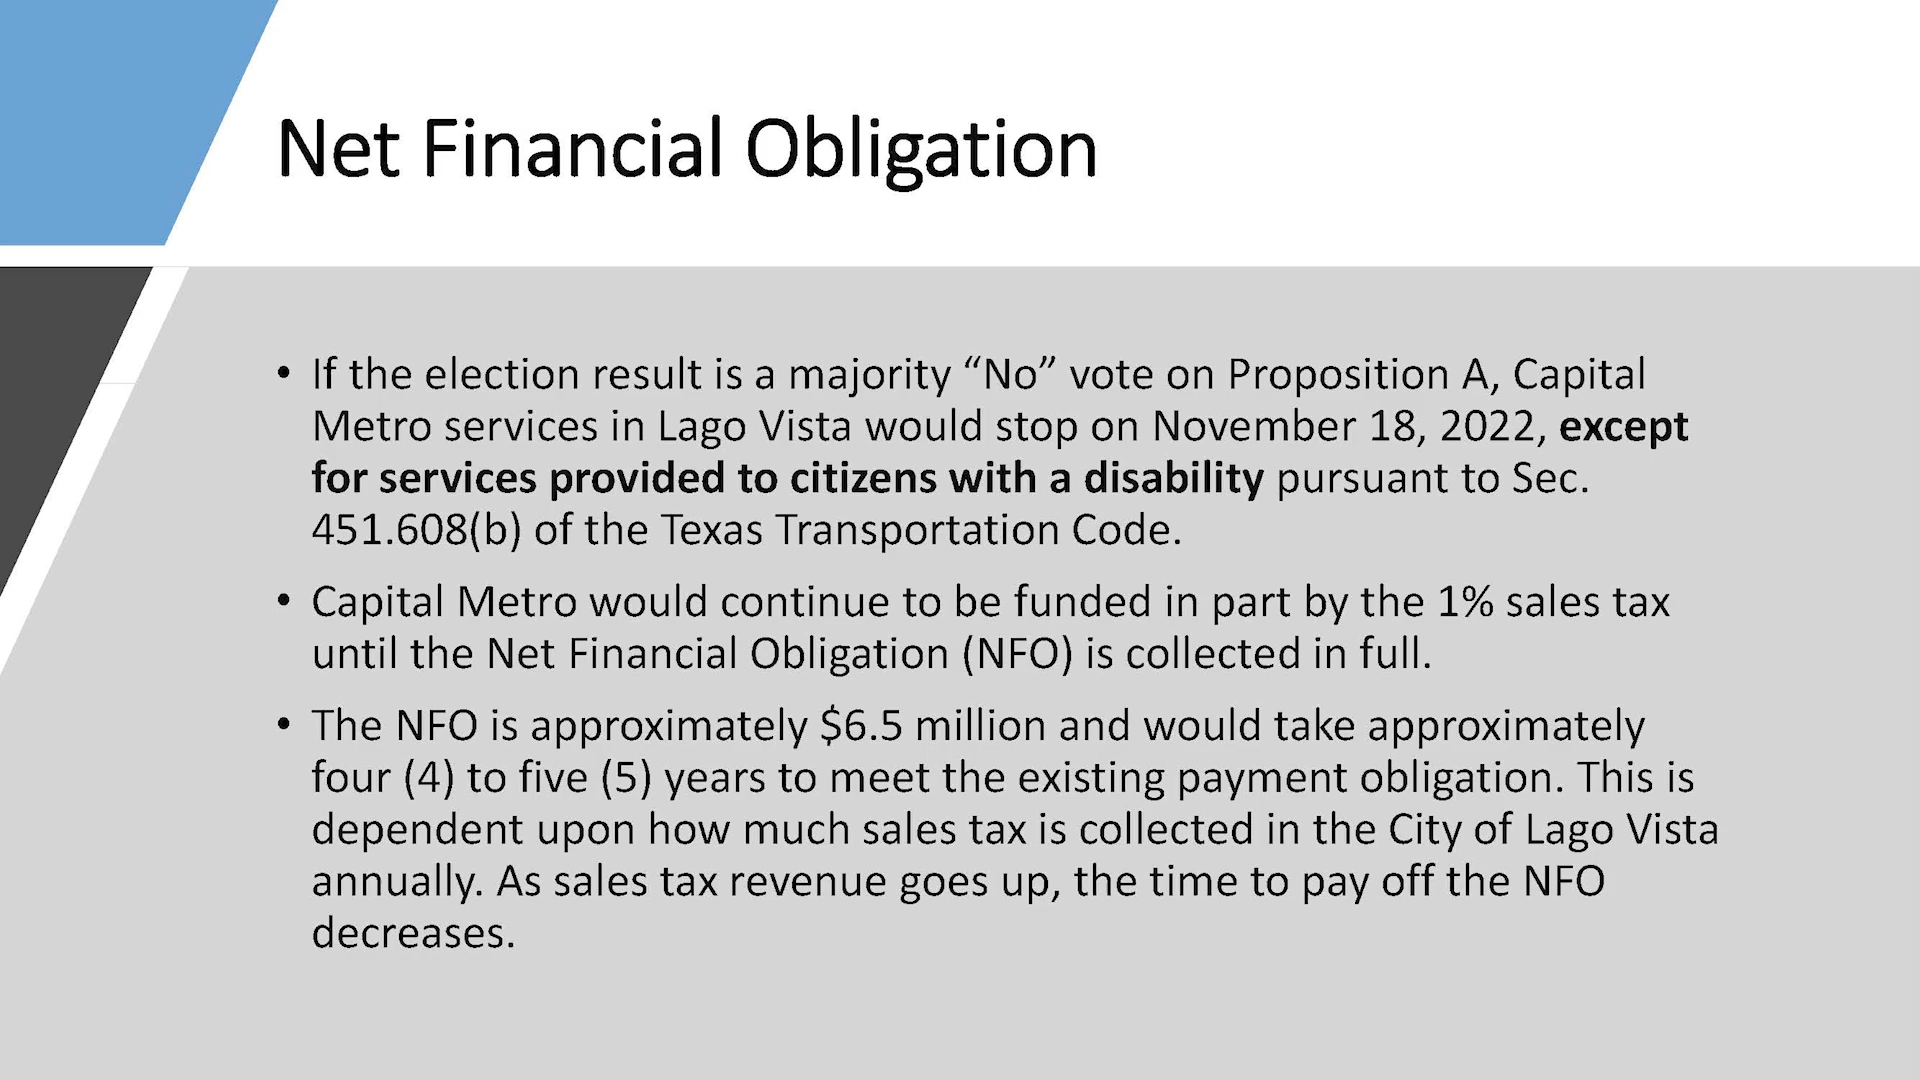 Net Financial Obligation
• If the election result is a majority “No” vote on Proposition A, Capital
Metro services in Lago Vista would stop on November 18, 2022, except
for services provided to citizens with a disability pursuant to Sec.
451.608(b) of the Texas Transportation Code.
• Capital Metro would continue to be funded in part by the 1% sales tax
until the Net Financial Obligation (NFO) is collected in full.
• The NFO is approximately $6.5 million and would take approximately
four (4) to five (5) years to meet the existing payment obligation. This is
dependent upon how much sales tax is collected in the City of Lago Vista
annually. As sales tax revenue goes up, the time to pay off the NFO
decreases.